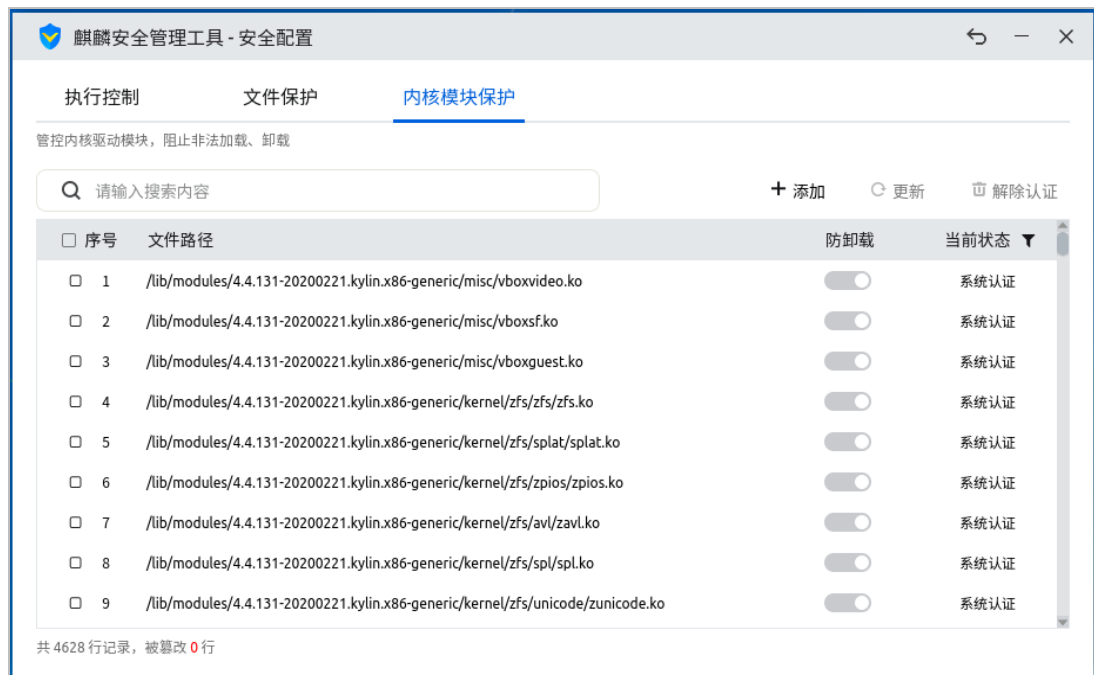 麒麟安全管理工具 - 安全配置
执行控制 文件保护 内核模块保护
管控内核驱动模块，阻止非法加载、卸载
请输入搜索内容 添加 更新 解除认证
序号 文件路径 防卸载 当前状态
1 /lib/modules/4.4.131-20200221.kylin.x86-generic/misc/vboxvideo.ko 系统认证
2 /lib/modules/4.4.131-20200221.kylin.x86-generic/misc/vboxsf.ko 系统认证
3 /lib/modules/4.4.131-20200221.kylin.x86-generic/misc/vboxguest.ko 系统认证
4 /lib/modules/4.4.131-20200221.kylin.x86-generic/kernel/zfs/zfs/zfs.ko 系统认证
5 /lib/modules/4.4.131-20200221.kylin.x86-generic/kernel/zfs/splat/splat.ko 系统认证
6 /lib/modules/4.4.131-20200221.kylin.x86-generic/kernel/zfs/zpios/zpios.ko 系统认证
7 /lib/modules/4.4.131-20200221.kylin.x86-generic/kernel/zfs/avl/zavl.ko 系统认证
8 /lib/modules/4.4.131-20200221.kylin.x86-generic/kernel/zfs/spl/spl.ko 系统认证
9 /lib/modules/4.4.131-20200221.kylin.x86-generic/kernel/zfs/unicode/zunicode.ko 系统认证
共 4628 行记录，被篡改 0 行